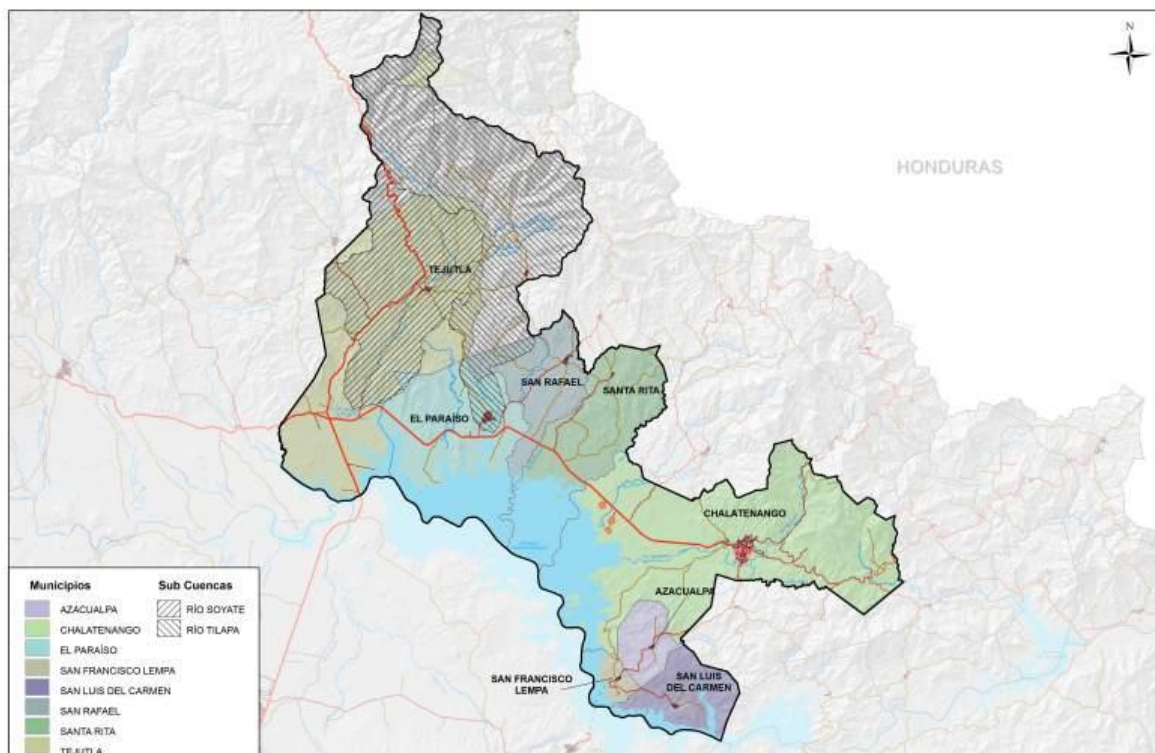 N
HONDURAS
TEJUTLA
SAN RAFAEL
SANTA RITA
EL PARAÍSO
CHALATENANGO
AZACUALPA
SAN FRANCISCO
LEMPA
SAN LUIS
DEL CARMEN
Municipios
AZACUALPA
CHALATENANGO
EL PARAÍSO
SAN FRANCISCO LEMPA
SAN LUIS DEL CARMEN
SAN RAFAEL
SANTA RITA
TEJUTLA
Sub Cuencas
RÍO SOYATE
RÍO TILAPA